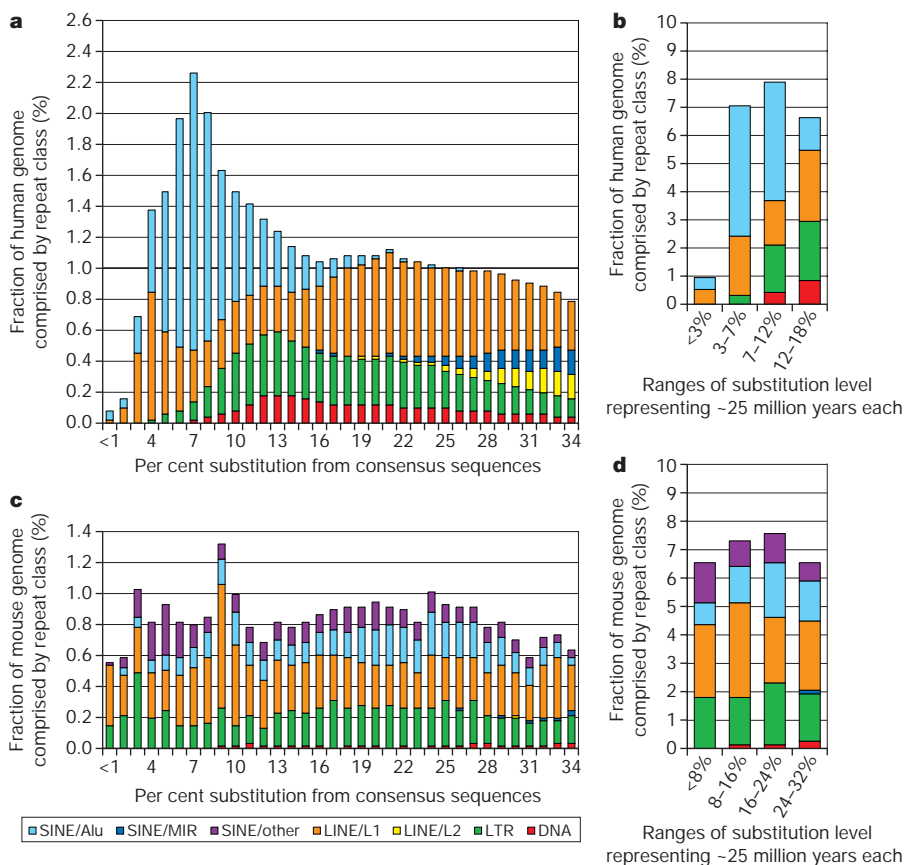 a
Fraction of human genome
comprised by repeat class (%)
2.6
2.4
2.2
2.0
1.8
1.6
1.4
1.2
1.0
0.8
0.6
0.4
0.2
0.0
<1 4 7 10 13 16 19 22 25 28 31 34
Per cent substitution from consensus sequences
b
Fraction of human genome
comprised by repeat class (%)
10
9
8
7
6
5
4
3
2
1
0
<3% 3–7% 7–12% 12–18%
Ranges of substitution level
representing ~25 million years each
c
Fraction of mouse genome
comprised by repeat class (%)
1.4
1.2
1.0
0.8
0.6
0.4
0.2
0.0
<1 4 7 10 13 16 19 22 25 28 31 34
Per cent substitution from consensus sequences
d
Fraction of mouse genome
comprised by repeat class (%)
10
9
8
7
6
5
4
3
2
1
0
<8% 8–16% 16–24% 24–32%
Ranges of substitution level
representing ~25 million years each
SINE/Alu SINE/MIR SINE/other LINE/L1 LINE/L2 LTR DNA